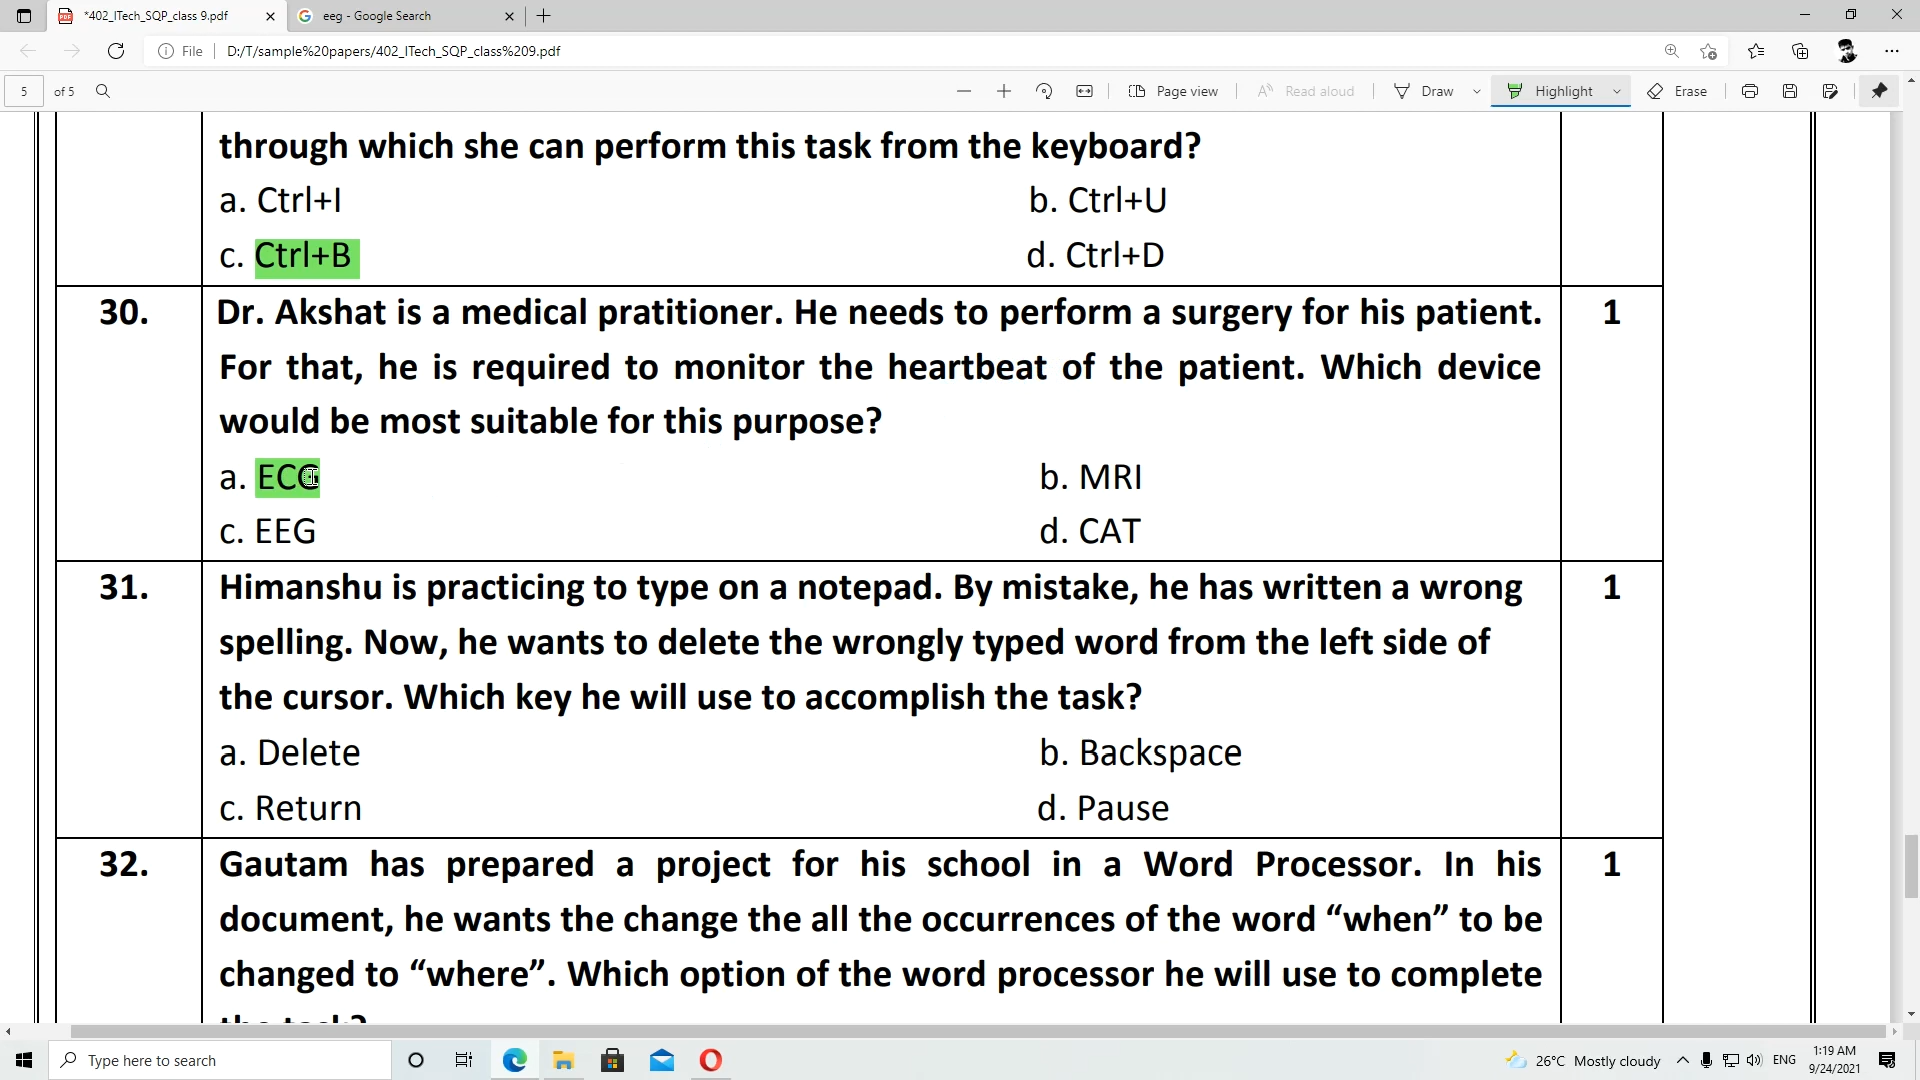 *402_ITech_SQP_class 9.pdf
eeg - Google Search
File
D:/T/sample%20papers/402_ITech_SQP_class%209.pdf
5
of 5
Page view
Read aloud
Draw
Highlight
Erase
through which she can perform this task from the keyboard?
a. Ctrl+I
b. Ctrl+U
c. Ctrl+B
d. Ctrl+D
30.
Dr. Akshat is a medical pratitioner. He needs to perform a surgery for his patient.
1
For that, he is required to monitor the heartbeat of the patient. Which device
would be most suitable for this purpose?
a. ECG
b. MRI
c. EEG
d. CAT
31.
Himanshu is practicing to type on a notepad. By mistake, he has written a wrong
1
spelling. Now, he wants to delete the wrongly typed word from the left side of
the cursor. Which key he will use to accomplish the task?
a. Delete
b. Backspace
c. Return
d. Pause
32.
Gautam has prepared a project for his school in a Word Processor. In his
1
document, he wants the change the all the occurrences of the word “when” to be
changed to “where”. Which option of the word processor he will use to complete
the task?
Type here to search
26°C Mostly cloudy
ENG
1:19 AM
9/24/2021